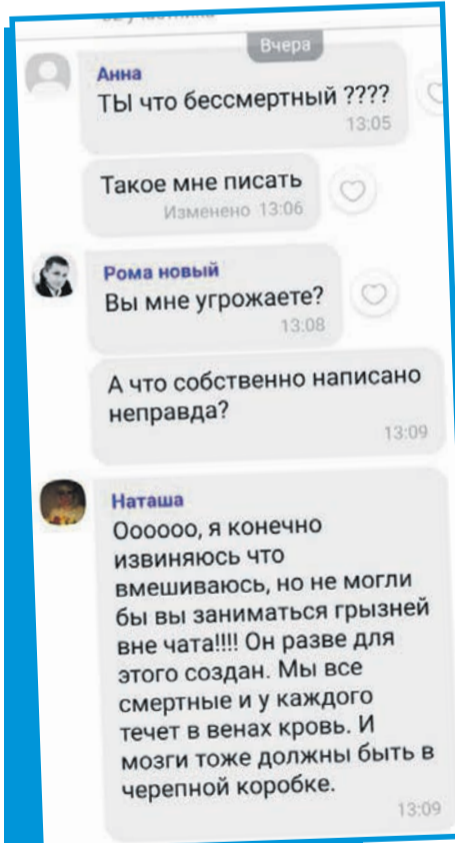 Вчера
Анна
ТЫ что бессмертный ????
13:05
Такое мне писать
Изменено 13:06
Рома новый
Вы мне угрожаете?
13:08
А что собственно написано
неправда?
13:09
Наташа
Оооооо, я конечно
извиняюсь что
вмешиваюсь, но не могли
бы вы заниматься грызней
вне чата!!!! Он разве для
этого создан. Мы все
смертные и у каждого
течет в венах кровь. И
мозги тоже должны быть в
черепной коробке.
13:09